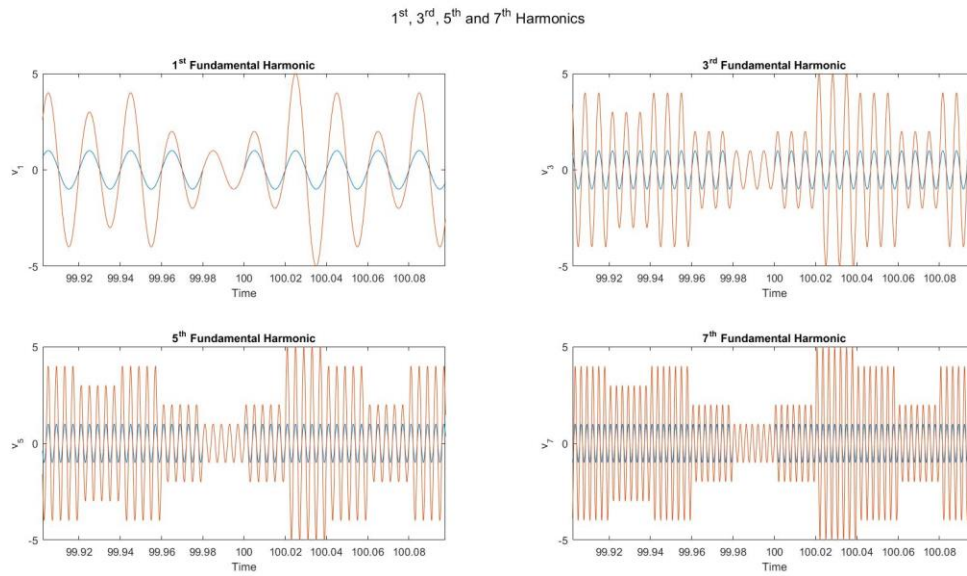 1st, 3rd, 5th and 7th Harmonics
1st Fundamental Harmonic
5
0
-5
v1
99.92 99.94 99.96 99.98 100 100.02 100.04 100.06 100.08
Time
3rd Fundamental Harmonic
5
0
-5
v3
99.92 99.94 99.96 99.98 100 100.02 100.04 100.06 100.08
Time
5th Fundamental Harmonic
5
0
-5
v5
99.92 99.94 99.96 99.98 100 100.02 100.04 100.06 100.08
Time
7th Fundamental Harmonic
5
0
-5
v7
99.92 99.94 99.96 99.98 100 100.02 100.04 100.06 100.08
Time